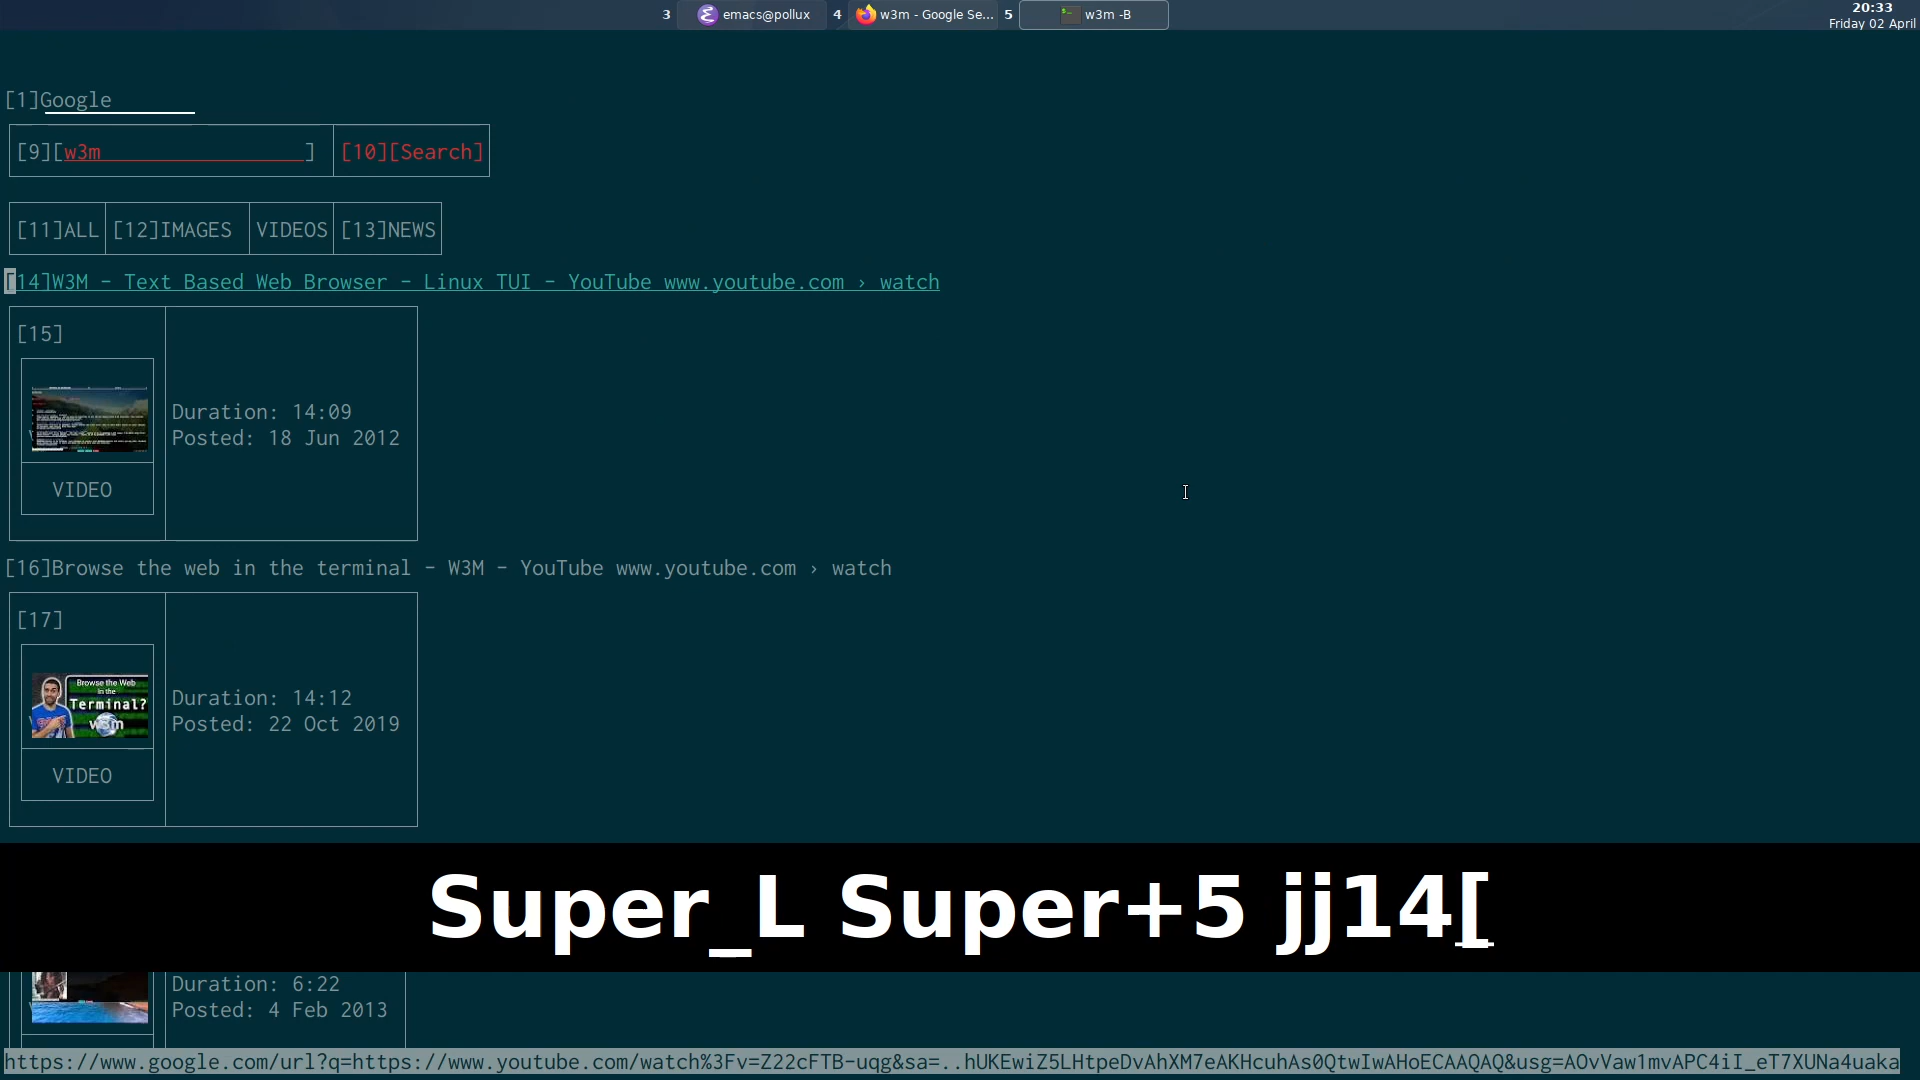 3 emacs@pollux 4 w3m - Google Se... 5 w3m -B
20:33
Friday 02 April
[1]Google
[9][w3m ] [10][Search]
[11]ALL [12]IMAGES VIDEOS [13]NEWS
[14]W3M - Text Based Web Browser - Linux TUI - YouTube www.youtube.com › watch
[15]
Duration: 14:09
Posted: 18 Jun 2012
VIDEO
[16]Browse the web in the terminal - W3M - YouTube www.youtube.com › watch
[17]
Browse the Web
in the
Terminal?
w3m
Duration: 14:12
Posted: 22 Oct 2019
VIDEO
Super_L Super+5 jj14[
Duration: 6:22
Posted: 4 Feb 2013
https://www.google.com/url?q=https://www.youtube.com/watch%3Fv=Z22cFTB-uqg&sa=..hUKEwiZ5LHtpeDvAhXM7eAKHcuhAs0QtwIwAHoECAAQAQ&usg=AOvVaw1mvAPC4iI_eT7XUNa4uaka